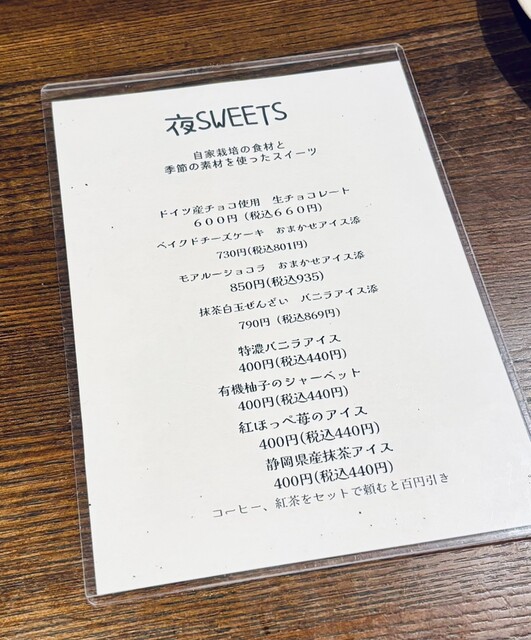 夜SWEETS
自家栽培の食材と
季節の素材を使ったスイーツ
ドイツ産チョコ使用　生チョコレート
６００円（税込６６０円）
ベイクドチーズケーキ　おまかせアイス添
730円(税込801円)
モアルーショコラ　おまかせアイス添
850円(税込935)
抹茶白玉ぜんざい　バニラアイス添
790円（税込869円）
特濃バニラアイス
400円(税込440円)
有機柚子のシャーベット
400円(税込440円)
紅ほっぺ苺のアイス
400円(税込440円)
静岡県産抹茶アイス
400円(税込440円)
コーヒー、紅茶をセットで頼むと百円引き